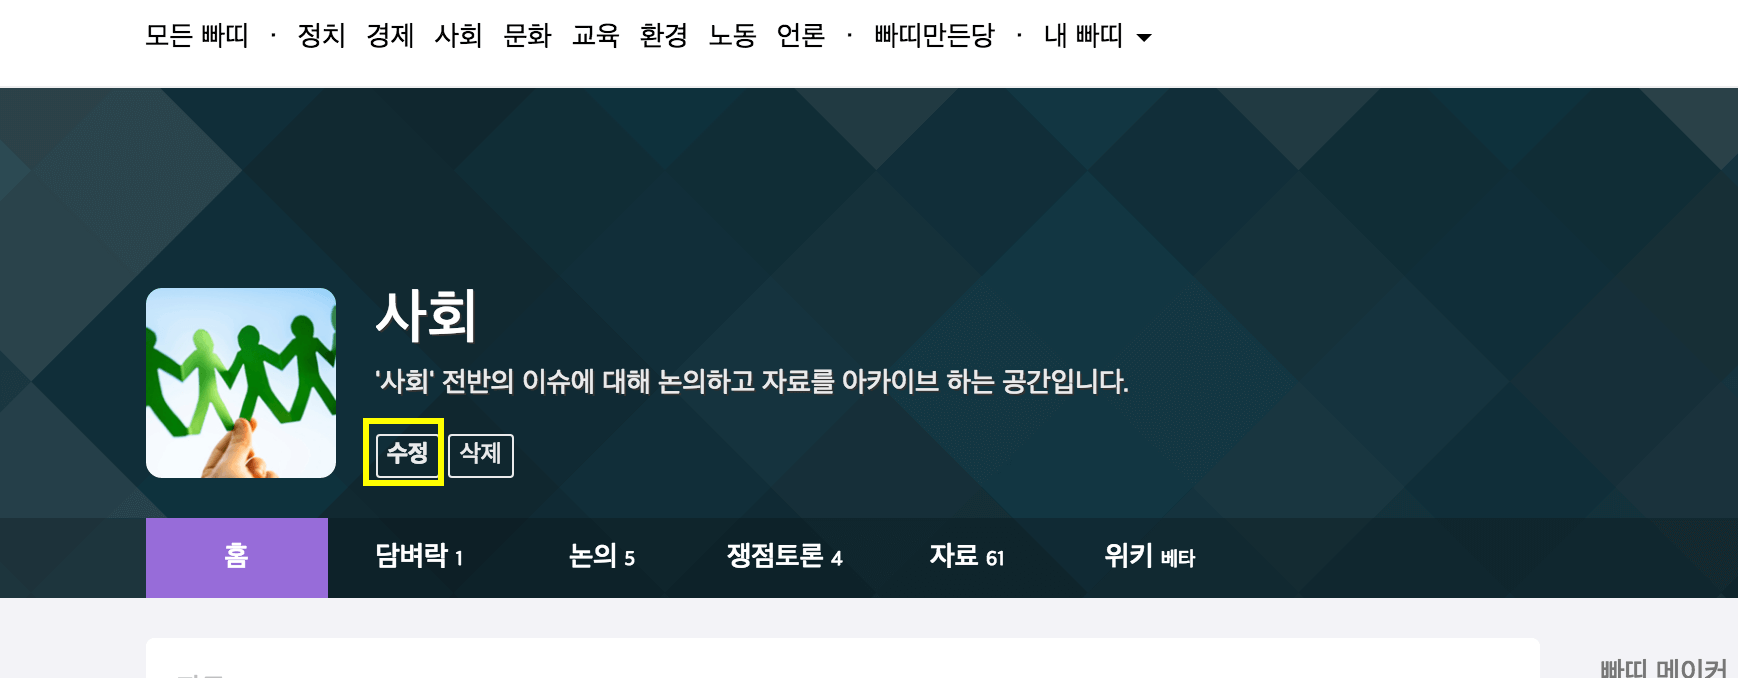 모든 빠띠 · 정치 경제 사회 문화 교육 환경 노동 언론 · 빠띠만든당 · 내 빠띠
사회
'사회' 전반의 이슈에 대해 논의하고 자료를 아카이브 하는 공간입니다.
수정 삭제
홈 담벼락 1 논의 5 쟁점토론 4 자료 61 위키 베타
빠띠 메이커